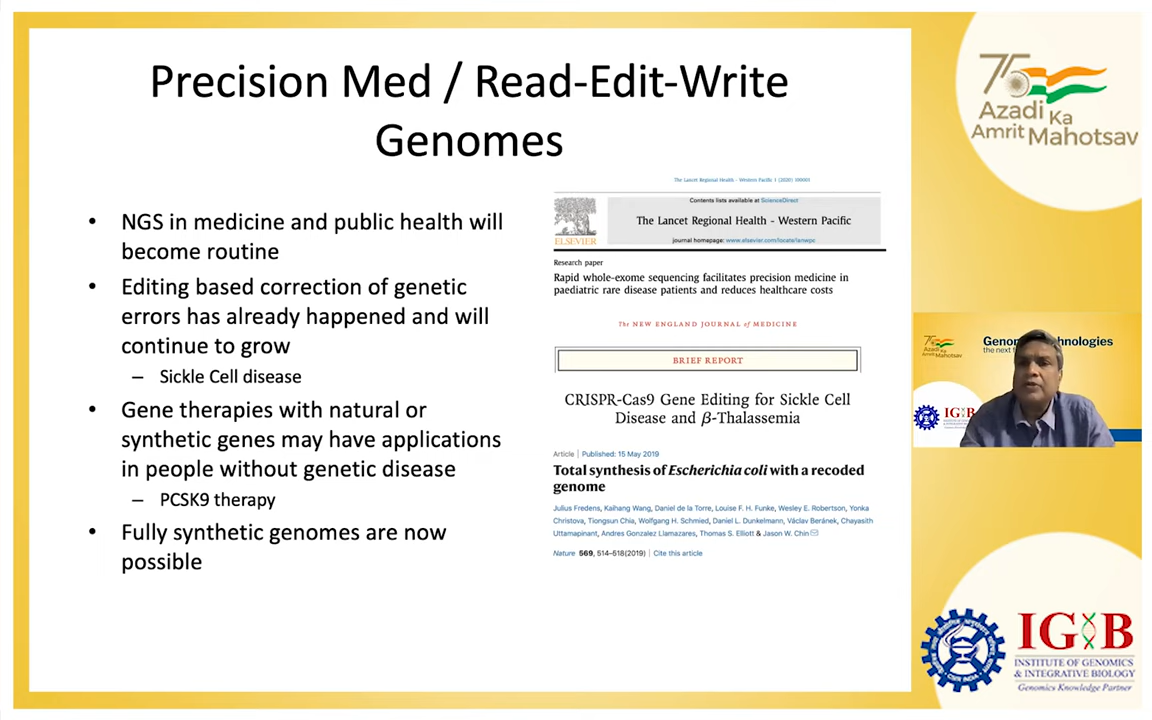 Precision Med / Read-Edit-Write
Genomes
• NGS in medicine and public health will
become routine
• Editing based correction of genetic
errors has already happened and will
continue to grow
– Sickle Cell disease
• Gene therapies with natural or
synthetic genes may have applications
in people without genetic disease
– PCSK9 therapy
• Fully synthetic genomes are now
possible
The Lancet Regional Health - Western Pacific 1 (2020) 100001
Contents lists available at ScienceDirect
The Lancet Regional Health - Western Pacific
journal homepage: www.elsevier.com/locate/lanwpc
ELSEVIER
Research paper
Rapid whole-exome sequencing facilitates precision medicine in
paediatric rare disease patients and reduces healthcare costs
The NEW ENGLAND JOURNAL of MEDICINE
BRIEF REPORT
CRISPR-Cas9 Gene Editing for Sickle Cell
Disease and β-Thalassemia
Article | Published: 15 May 2019
Total synthesis of Escherichia coli with a recoded
genome
Julius Fredens, Kaihang Wang, Daniel de la Torre, Louise F. H. Funke, Wesley E. Robertson, Yonka
Christova, Tiongsun Chia, Wolfgang H. Schmied, Daniel L. Dunkelmann, Václav Beránek, Chayasith
Uttamapinant, Andres Gonzalez Llamazares, Thomas S. Elliott & Jason W. Chin
Nature 569, 514–518(2019) | Cite this article
75
Azadi Ka
Amrit Mahotsav
hnologies
the next
IGIB
IGIB
INSTITUTE OF GENOMICS
& INTEGRATIVE BIOLOGY
Genomics Knowledge Partner